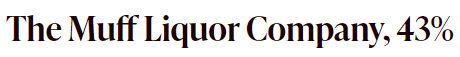 The Muff Liquor Company, 43%